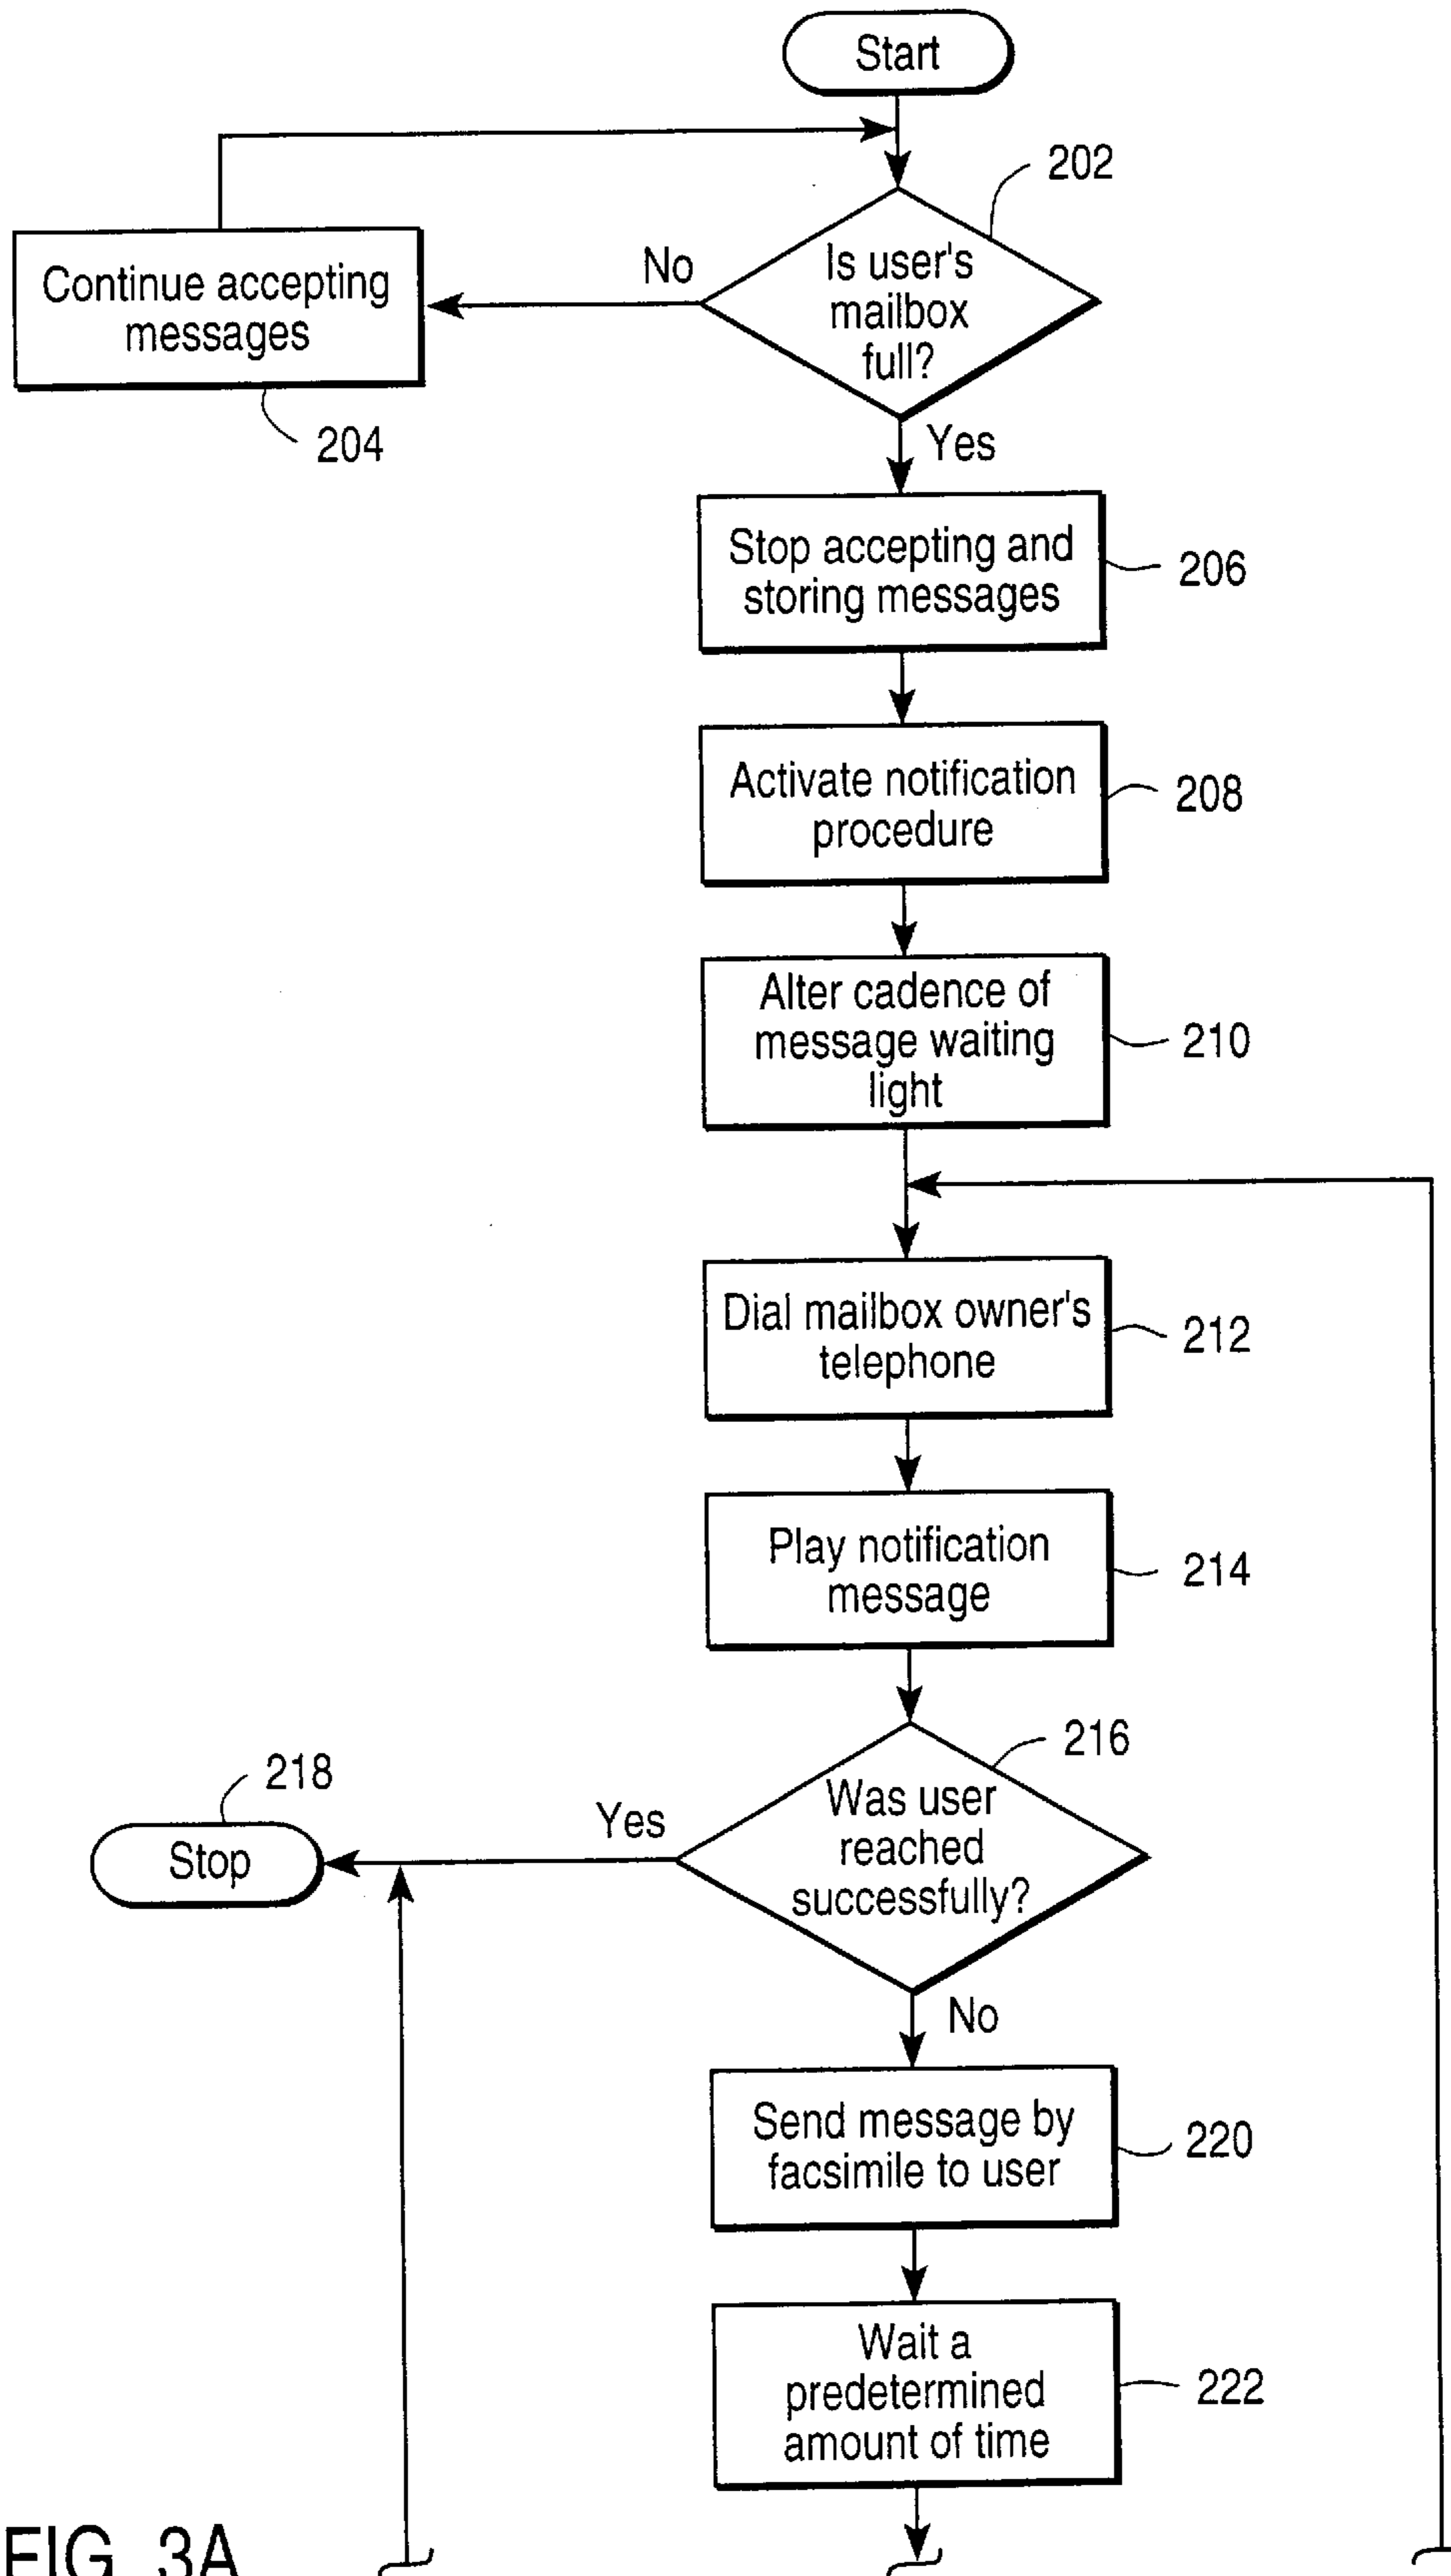 Start
202
Is user's
mailbox
full?
No
Continue accepting
messages
204
Yes
Stop accepting and
storing messages
206
Activate notification
procedure
208
Alter cadence of
message waiting
light
210
Dial mailbox owner's
telephone
212
Play notification
message
214
216
Was user
reached
successfully?
Yes
218
Stop
No
Send message by
facsimile to user
220
Wait a
predetermined
amount of time
222
FIG. 3A